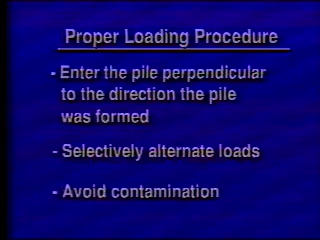 Proper Loading Procedure
- Enter the pile perpendicular
to the direction the pile
was formed
- Selectively alternate loads
- Avoid contamination